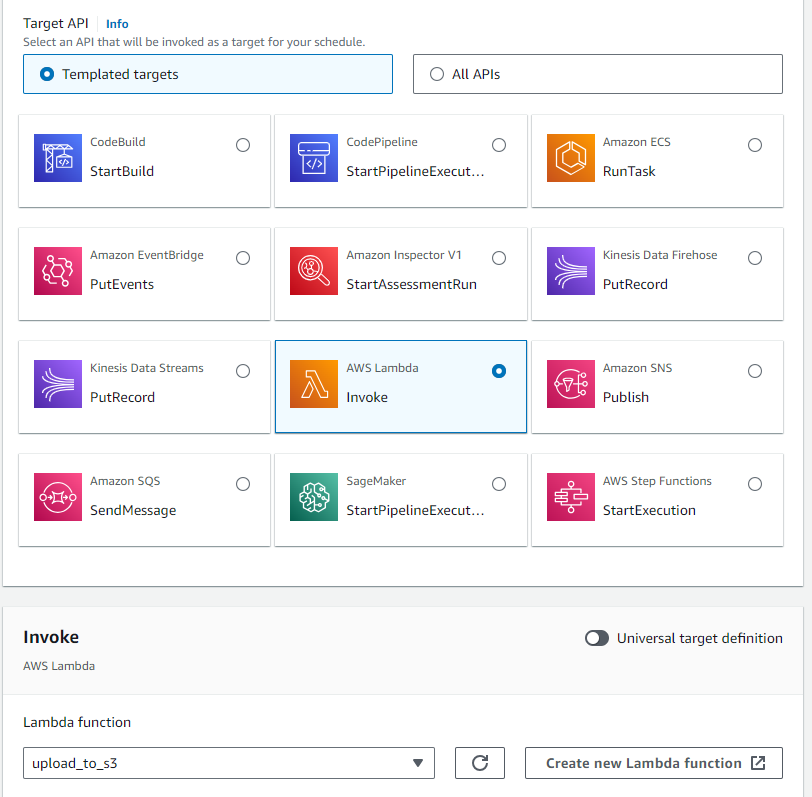 Target API Info
Select an API that will be invoked as a target for your schedule.
Templated targets
All APIs
CodeBuild
StartBuild
CodePipeline
StartPipelineExecut...
Amazon ECS
RunTask
Amazon EventBridge
PutEvents
Amazon Inspector V1
StartAssessmentRun
Kinesis Data Firehose
PutRecord
Kinesis Data Streams
PutRecord
AWS Lambda
Invoke
Amazon SNS
Publish
Amazon SQS
SendMessage
SageMaker
StartPipelineExecut...
AWS Step Functions
StartExecution
Invoke
Universal target definition
AWS Lambda
Lambda function
upload_to_s3
Create new Lambda function